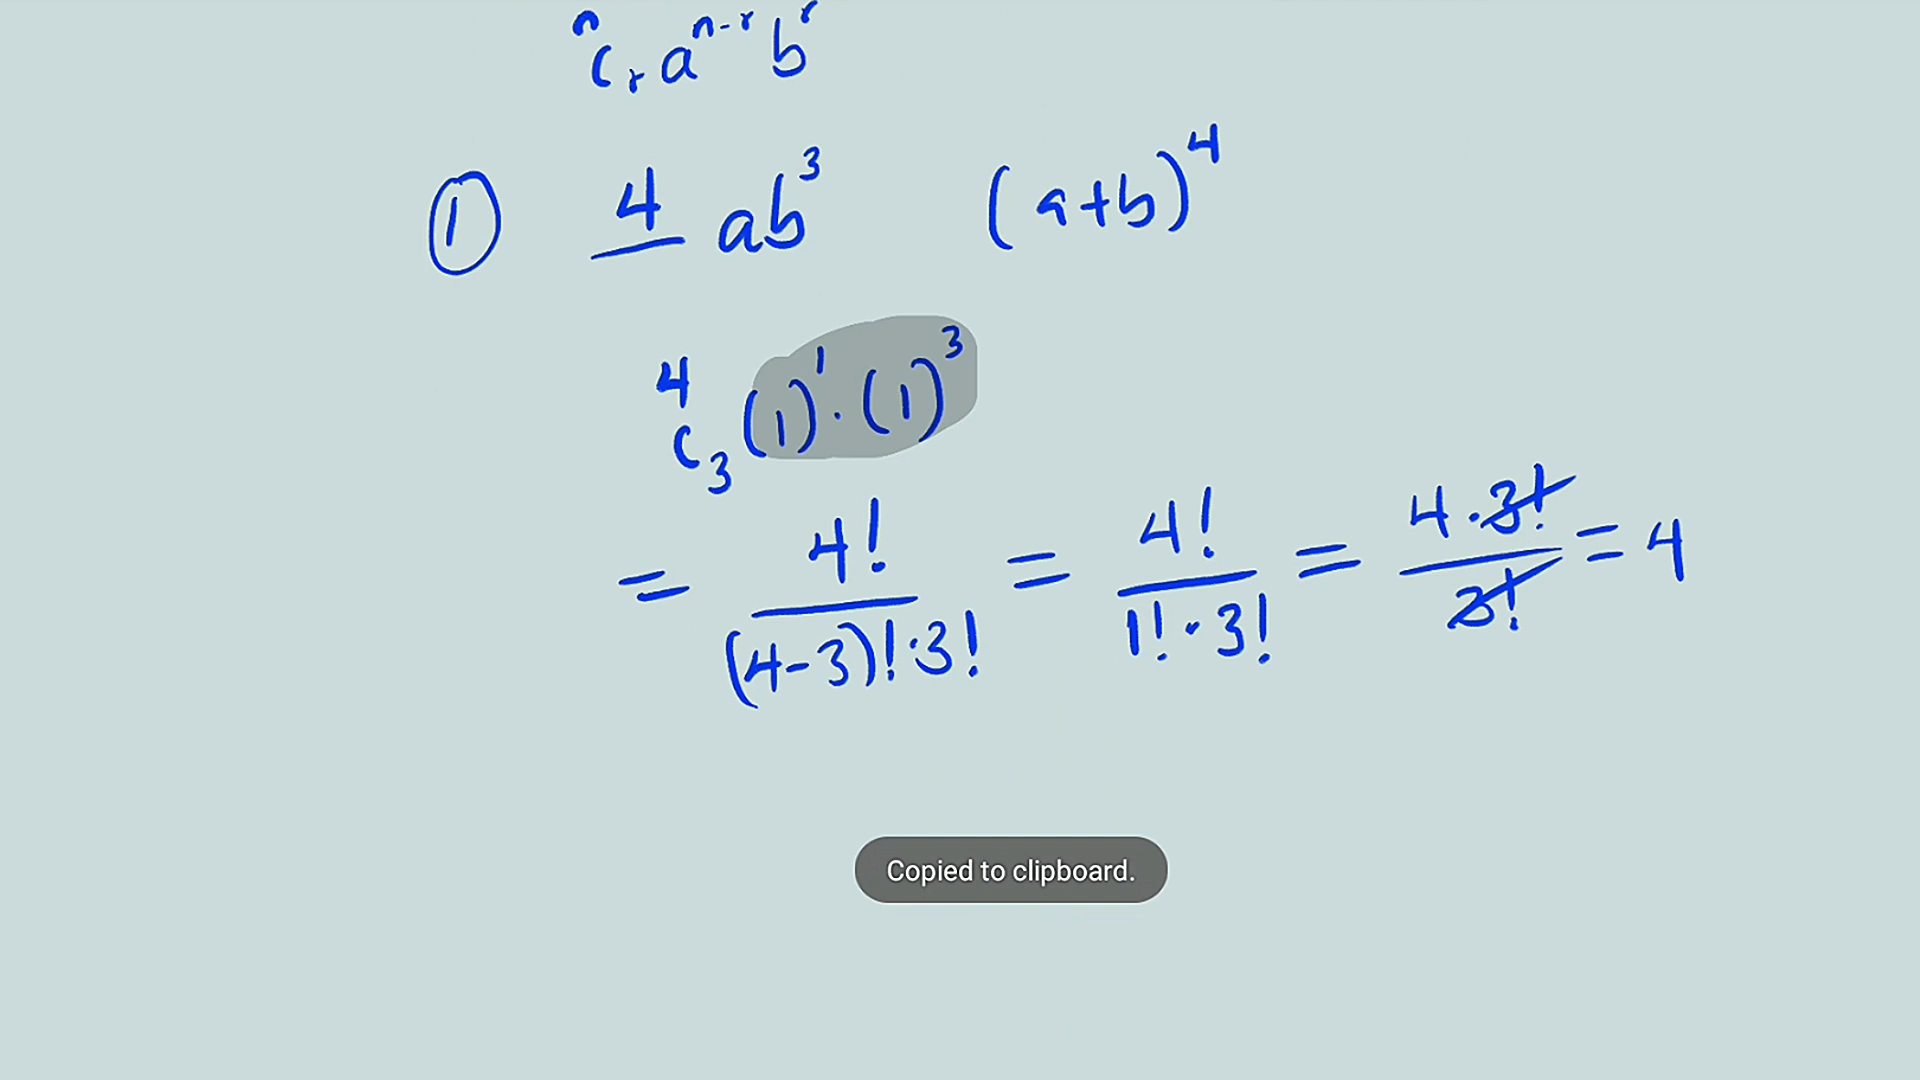 ⁿCᵣ aⁿ⁻ʳ bʳ
① 4 ab³ (a+b)⁴
⁴C₃ (1)¹ · (1)³
= 4! / (4-3)! · 3! = 4! / 1! · 3! = 4 · 3! / 3! = 4
Copied to clipboard.